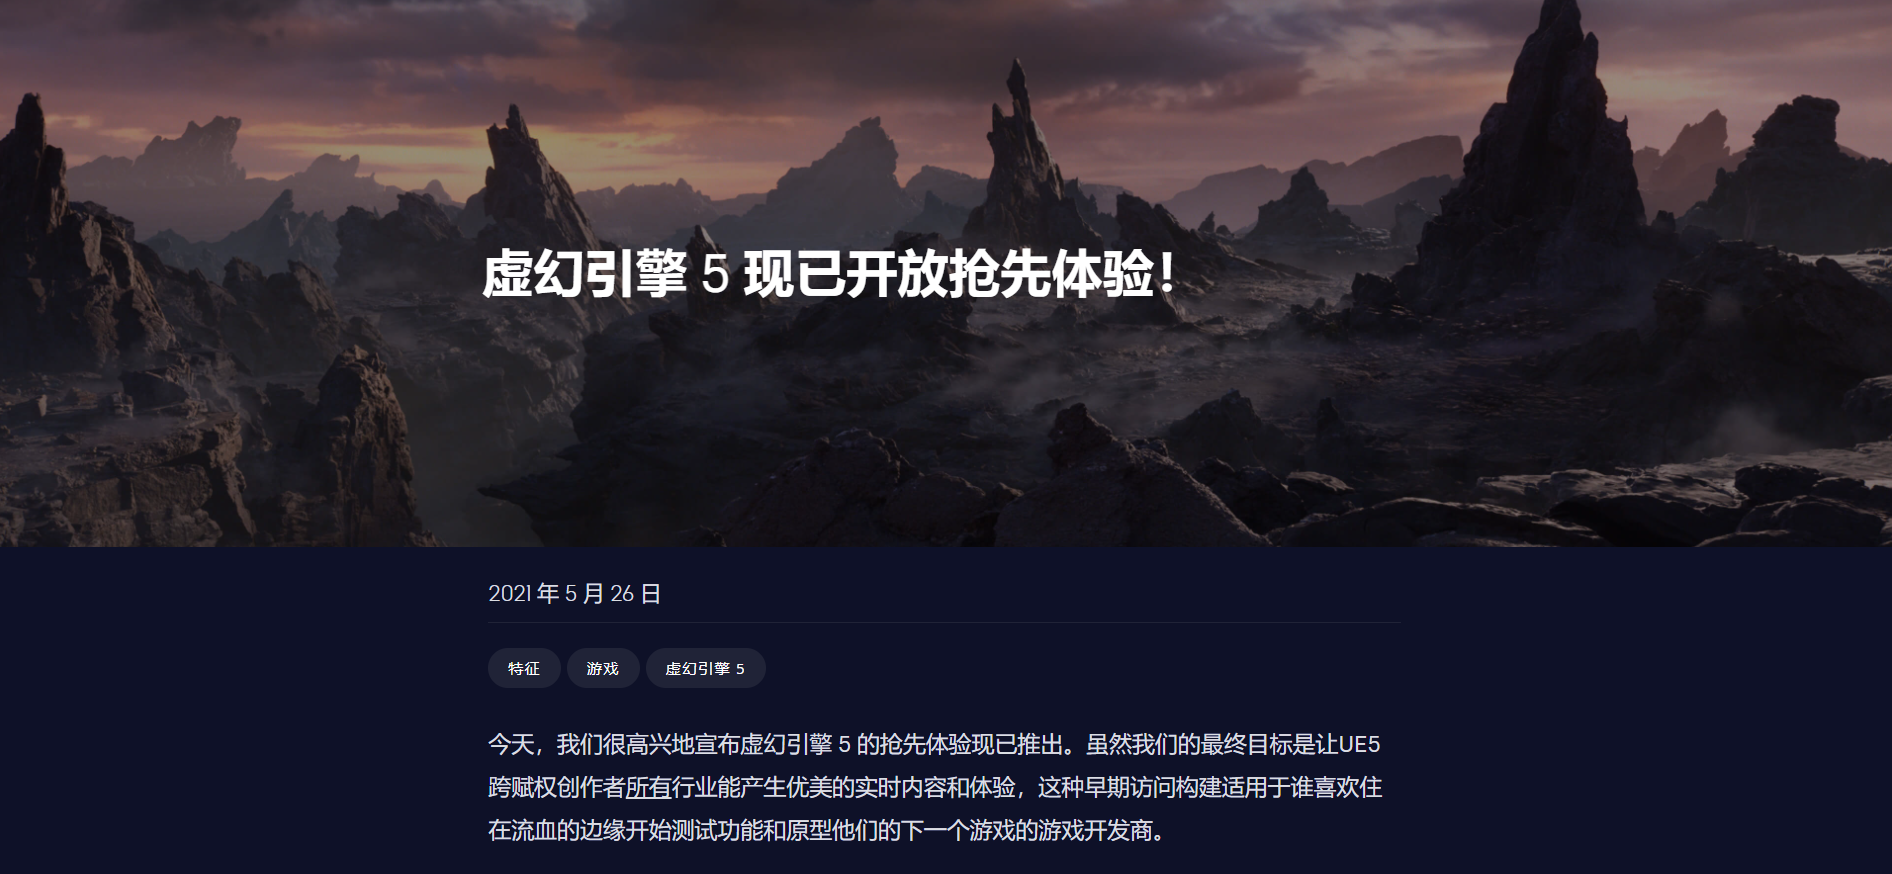 虚幻引擎 5 现已开放抢先体验！
2021 年 5 月 26 日
特征
游戏
虚幻引擎 5
今天，我们很高兴地宣布虚幻引擎 5 的抢先体验现已推出。虽然我们的最终目标是让UE5
跨赋权创作者所有行业能产生优美的实时内容和体验，这种早期访问构建适用于谁喜欢住
在流血的边缘开始测试功能和原型他们的下一个游戏的游戏开发商。